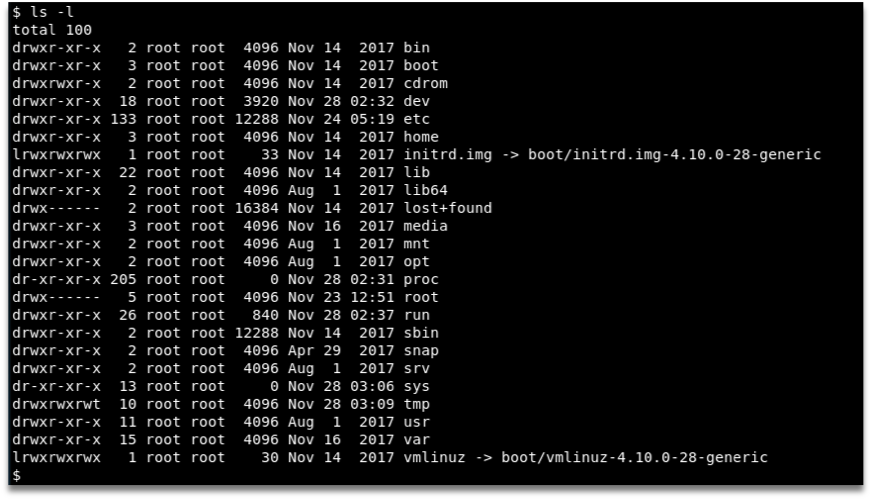 $ ls -l
total 100
drwxr-xr-x   2 root root  4096 Nov 14  2017 bin
drwxr-xr-x   3 root root  4096 Nov 14  2017 boot
drwxrwxr-x   2 root root  4096 Nov 14  2017 cdrom
drwxr-xr-x  18 root root  3920 Nov 28 02:32 dev
drwxr-xr-x 133 root root 12288 Nov 24 05:19 etc
drwxr-xr-x   3 root root  4096 Nov 14  2017 home
lrwxrwxrwx   1 root root    33 Nov 14  2017 initrd.img -> boot/initrd.img-4.10.0-28-generic
drwxr-xr-x  22 root root  4096 Nov 14  2017 lib
drwxr-xr-x   2 root root  4096 Aug  1  2017 lib64
drwx------   2 root root 16384 Nov 14  2017 lost+found
drwxr-xr-x   3 root root  4096 Nov 16  2017 media
drwxr-xr-x   2 root root  4096 Aug  1  2017 mnt
drwxr-xr-x   2 root root  4096 Aug  1  2017 opt
dr-xr-xr-x 205 root root     0 Nov 28 02:31 proc
drwx------   5 root root  4096 Nov 23 12:51 root
drwxr-xr-x  26 root root   840 Nov 28 02:37 run
drwxr-xr-x   2 root root 12288 Nov 14  2017 sbin
drwxr-xr-x   2 root root  4096 Apr 29  2017 snap
drwxr-xr-x   2 root root  4096 Aug  1  2017 srv
dr-xr-xr-x  13 root root     0 Nov 28 03:06 sys
drwxrwxrwt  10 root root  4096 Nov 28 03:09 tmp
drwxr-xr-x  11 root root  4096 Aug  1  2017 usr
drwxr-xr-x  15 root root  4096 Nov 16  2017 var
lrwxrwxrwx   1 root root    30 Nov 14  2017 vmlinuz -> boot/vmlinuz-4.10.0-28-generic
$